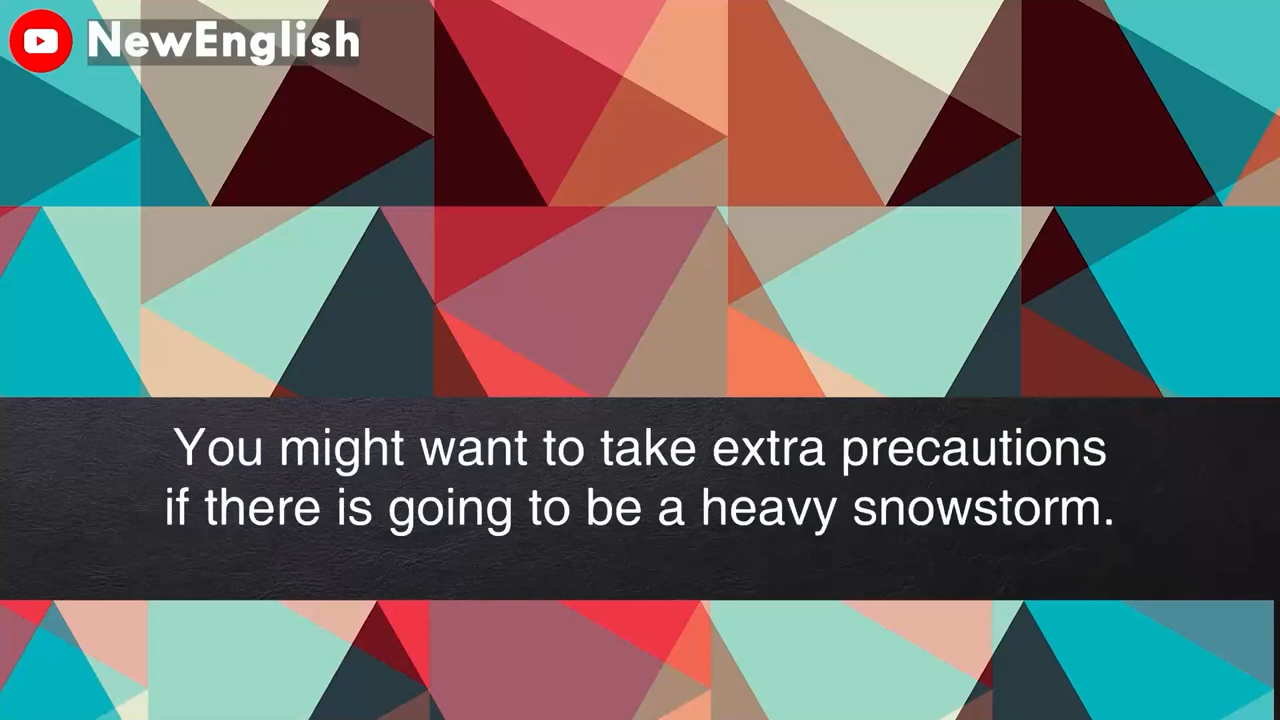 NewEnglish
You might want to take extra precautions
if there is going to be a heavy snowstorm.